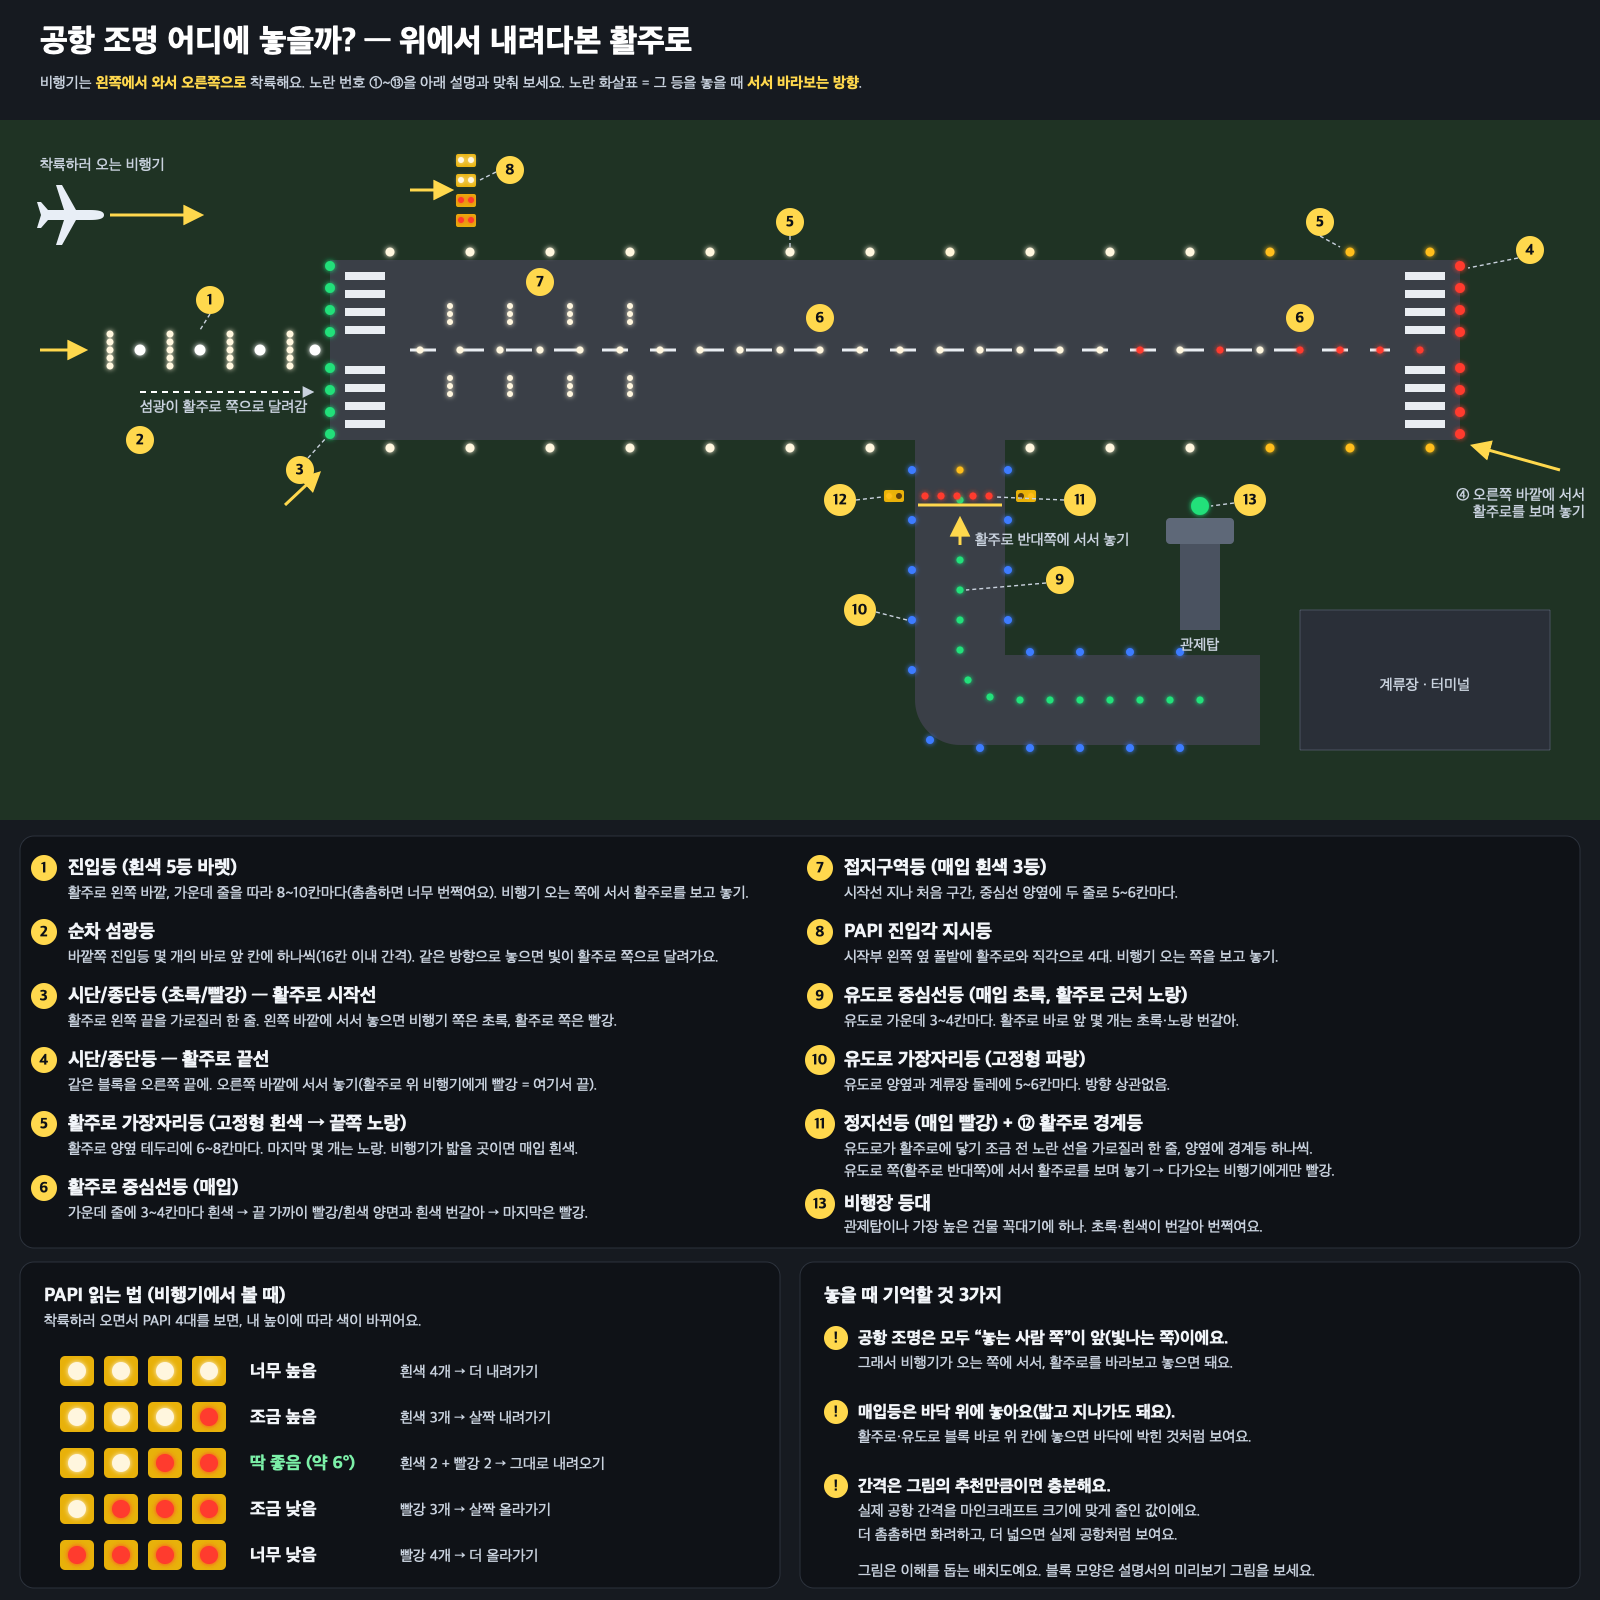 공항 조명 어디에 놓을까? — 위에서 내려다본 활주로
비행기는 왼쪽에서 와서 오른쪽으로 착륙해요. 노란 번호 ①~⑬을 아래 설명과 맞춰 보세요. 노란 화살표 = 그 등을 놓을 때 서서 바라보는 방향.
착륙하러 오는 비행기
8
5
5
4
7
1
6
6
섬광이 활주로 쪽으로 달려감
2
3
12
11
13
④ 오른쪽 바깥에 서서
활주로를 보며 놓기
활주로 반대쪽에 서서 놓기
9
10
관제탑
계류장 · 터미널
1 진입등 (흰색 5등 바렛)
활주로 왼쪽 바깥, 가운데 줄을 따라 8~10칸마다(촘촘하면 너무 번쩍여요). 비행기 오는 쪽에 서서 활주로를 보고 놓기.
2 순차 섬광등
바깥쪽 진입등 몇 개의 바로 앞 칸에 하나씩(16칸 이내 간격). 같은 방향으로 놓으면 빛이 활주로 쪽으로 달려가요.
3 시단/종단등 (초록/빨강) — 활주로 시작선
활주로 왼쪽 끝을 가로질러 한 줄. 왼쪽 바깥에 서서 놓으면 비행기 쪽은 초록, 활주로 쪽은 빨강.
4 시단/종단등 — 활주로 끝선
같은 블록을 오른쪽 끝에. 오른쪽 바깥에 서서 놓기(활주로 위 비행기에게 빨강 = 여기서 끝).
5 활주로 가장자리등 (고정형 흰색 → 끝쪽 노랑)
활주로 양옆 테두리에 6~8칸마다. 마지막 몇 개는 노랑. 비행기가 밟을 곳이면 매입 흰색.
6 활주로 중심선등 (매입)
가운데 줄에 3~4칸마다 흰색 → 끝 가까이 빨강/흰색 양면과 흰색 번갈아 → 마지막은 빨강.
7 접지구역등 (매입 흰색 3등)
시작선 지나 처음 구간, 중심선 양옆에 두 줄로 5~6칸마다.
8 PAPI 진입각 지시등
시작부 왼쪽 옆 풀밭에 활주로와 직각으로 4대. 비행기 오는 쪽을 보고 놓기.
9 유도로 중심선등 (매입 초록, 활주로 근처 노랑)
유도로 가운데 3~4칸마다. 활주로 바로 앞 몇 개는 초록·노랑 번갈아.
10 유도로 가장자리등 (고정형 파랑)
유도로 양옆과 계류장 둘레에 5~6칸마다. 방향 상관없음.
11 정지선등 (매입 빨강) + ⑫ 활주로 경계등
유도로가 활주로에 닿기 조금 전 노란 선을 가로질러 한 줄, 양옆에 경계등 하나씩.
유도로 쪽(활주로 반대쪽)에 서서 활주로를 보며 놓기 → 다가오는 비행기에게만 빨강.
13 비행장 등대
관제탑이나 가장 높은 건물 꼭대기에 하나. 초록·흰색이 번갈아 번쩍여요.
PAPI 읽는 법 (비행기에서 볼 때)
착륙하러 오면서 PAPI 4대를 보면, 내 높이에 따라 색이 바뀌어요.
너무 높음 흰색 4개 → 더 내려가기
조금 높음 흰색 3개 → 살짝 내려가기
딱 좋음 (약 6°) 흰색 2 + 빨강 2 → 그대로 내려오기
조금 낮음 빨강 3개 → 살짝 올라가기
너무 낮음 빨강 4개 → 더 올라가기
놓을 때 기억할 것 3가지
! 공항 조명은 모두 “놓는 사람 쪽”이 앞(빛나는 쪽)이에요.
그래서 비행기가 오는 쪽에 서서, 활주로를 바라보고 놓으면 돼요.
! 매입등은 바닥 위에 놓아요(밟고 지나가도 돼요).
활주로·유도로 블록 바로 위 칸에 놓으면 바닥에 박힌 것처럼 보여요.
! 간격은 그림의 추천만큼이면 충분해요.
실제 공항 간격을 마인크래프트 크기에 맞게 줄인 값이에요.
더 촘촘하면 화려하고, 더 넓으면 실제 공항처럼 보여요.
그림은 이해를 돕는 배치도예요. 블록 모양은 설명서의 미리보기 그림을 보세요.